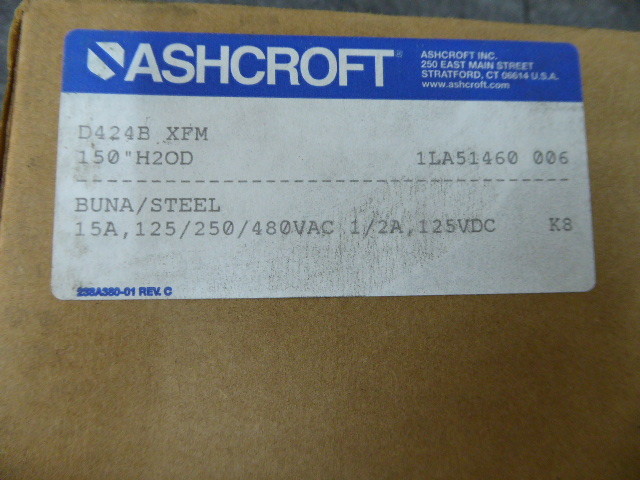 ASHCROFT®
ASHCROFT INC.
250 EAST MAIN STREET
STRATFORD, CT 06614 U.S.A.
www.ashcroft.com
D424B XFM
150"H2OD 1LA51460 006
BUNA/STEEL
15A,125/250/480VAC 1/2A,125VDC K8
238A380-01 REV. C